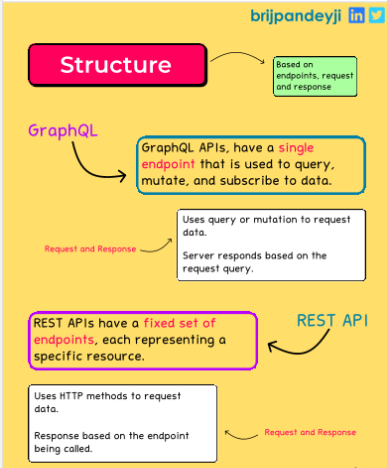 brijpandeyji
Structure
Based on
endpoints, request
and response
GraphQL
GraphQL APIs, have a single
endpoint that is used to query,
mutate, and subscribe to data.
Uses query or mutation to request
data.
Server responds based on the
request query.
Request and Response
REST APIs have a fixed set of
endpoints, each representing a
specific resource.
REST API
Uses HTTP methods to request
data.
Response based on the endpoint
being called.
Request and Response